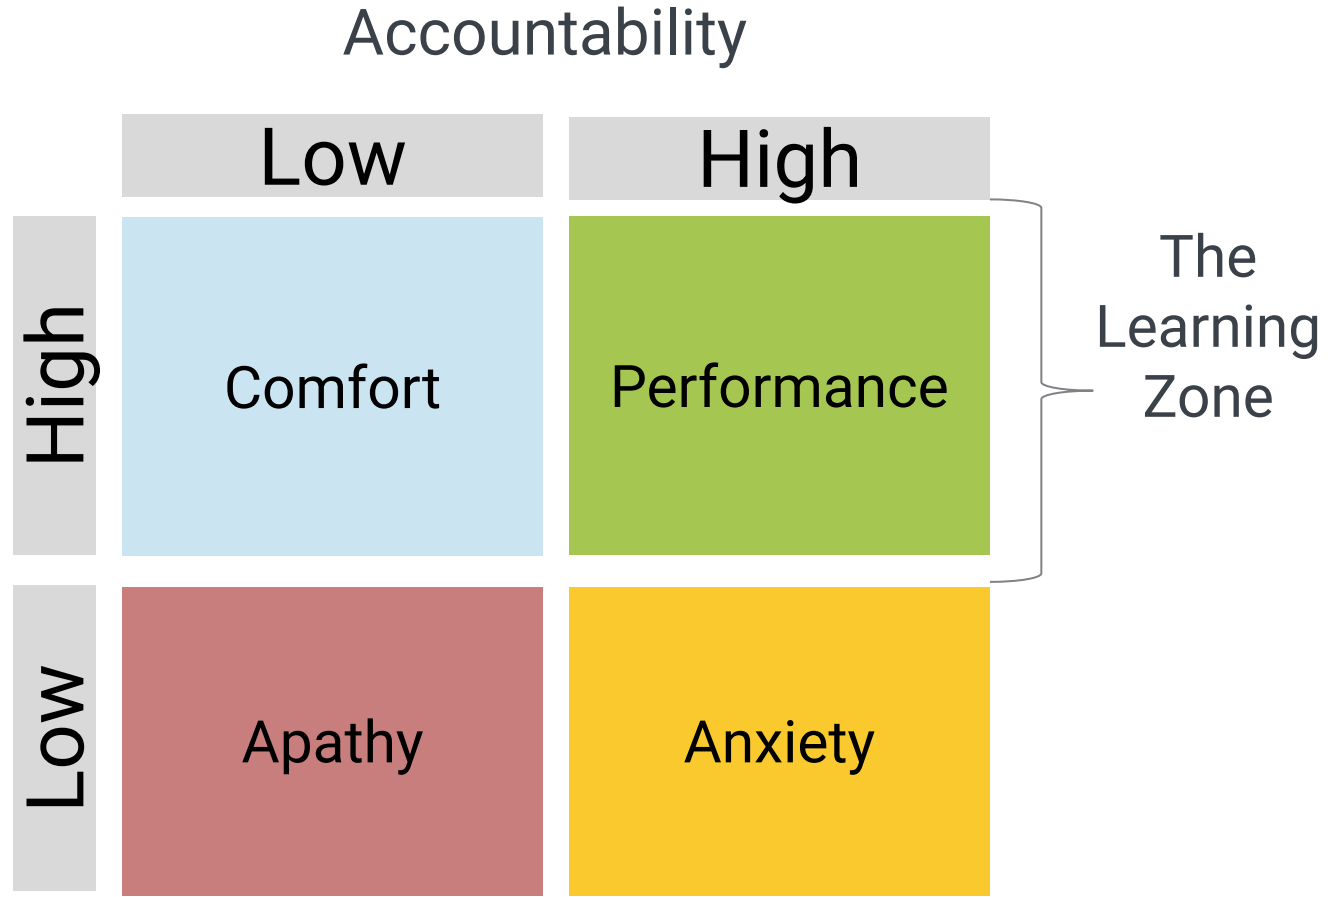 Accountability
Low
High
High
Comfort
Performance
The
Learning
Zone
Low
Apathy
Anxiety